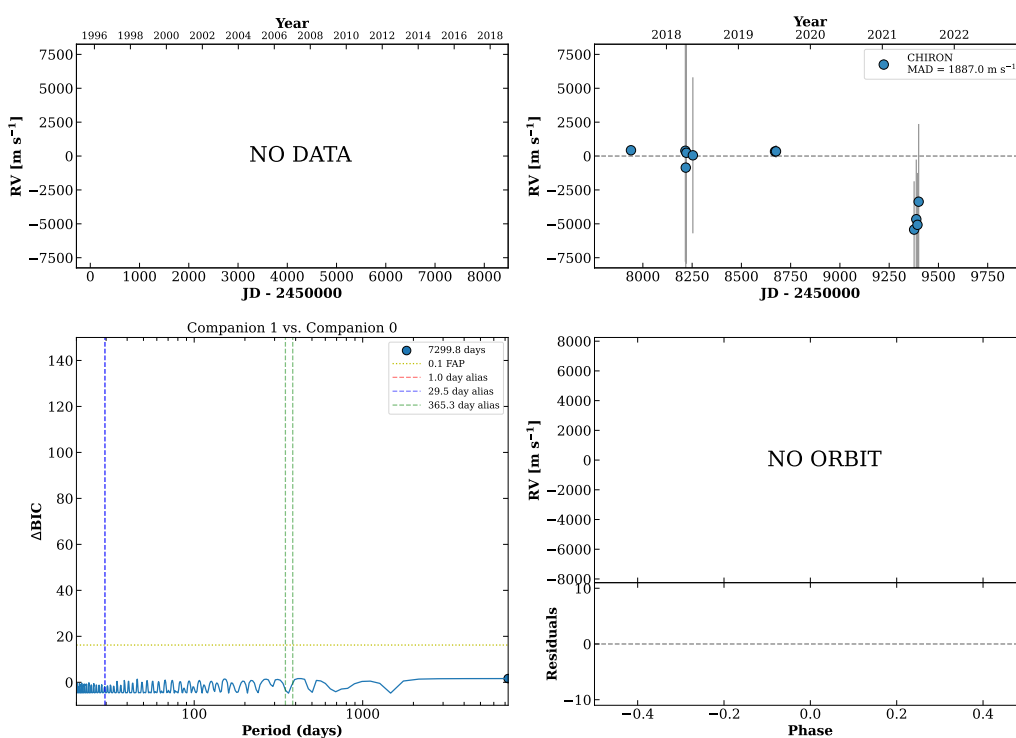 Year
1996 1998 2000 2002 2004 2006 2008 2010 2012 2014 2016 2018
7500
5000
2500
0
−2500
−5000
−7500
RV [m s⁻¹]
NO DATA
0 1000 2000 3000 4000 5000 6000 7000 8000
JD - 2450000
Year
2018 2019 2020 2021 2022
7500
5000
2500
0
−2500
−5000
−7500
RV [m s⁻¹]
CHIRON
MAD = 1887.0 m s⁻¹
8000 8250 8500 8750 9000 9250 9500 9750
JD - 2450000
Companion 1 vs. Companion 0
140
120
100
80
60
40
20
0
ΔBIC
7299.8 days
0.1 FAP
1.0 day alias
29.5 day alias
365.3 day alias
100 1000
Period (days)
8000
6000
4000
2000
0
−2000
−4000
−6000
−8000
RV [m s⁻¹]
NO ORBIT
10
0
−10
Residuals
−0.4 −0.2 0.0 0.2 0.4
Phase